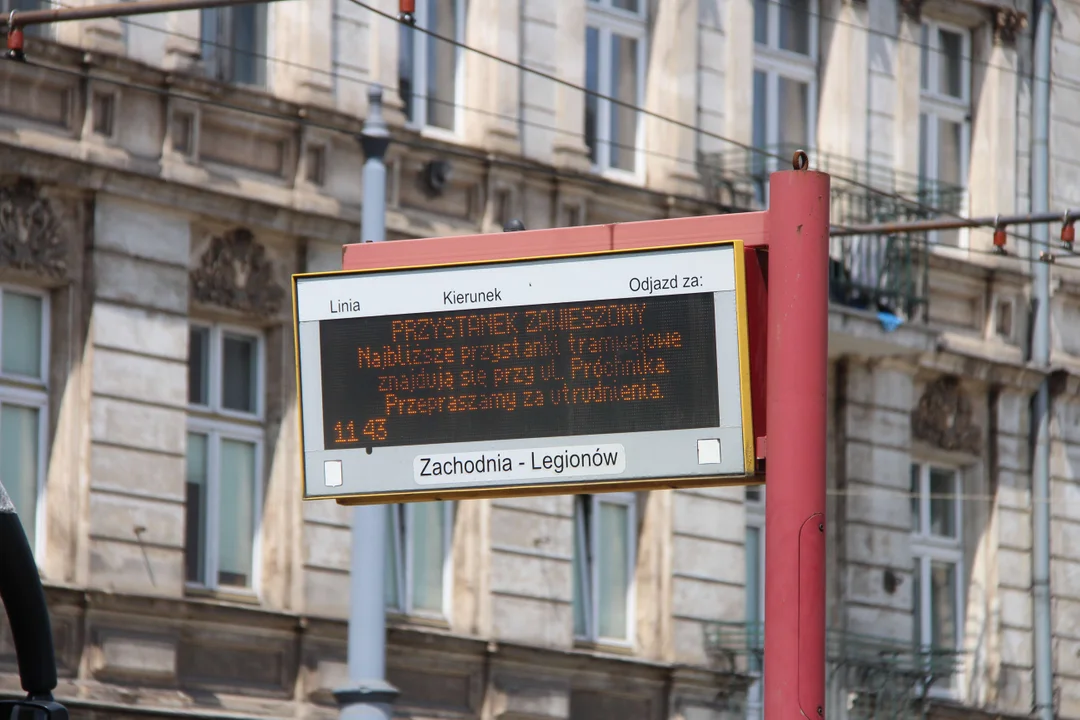 Linia Kierunek Odjazd za:
PRZYSTANEK ZAWIESZONY
Najbliższe przystanki tramwajowe
znajdują się przy ul. Próchnika.
Przepraszamy za utrudnienia.
11 43
Zachodnia - Legionów